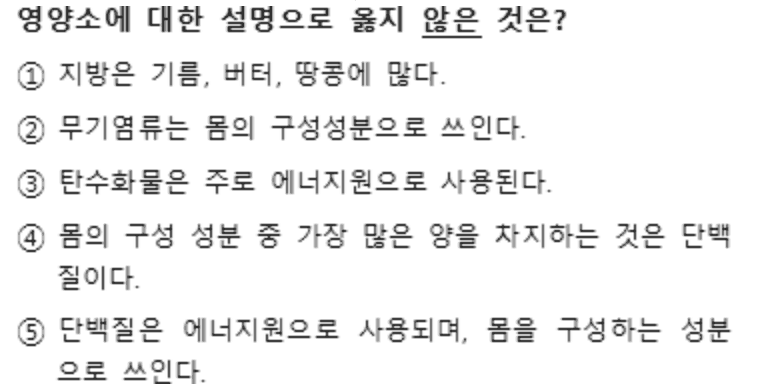 영양소에 대한 설명으로 옳지 않은 것은?
① 지방은 기름, 버터, 땅콩에 많다.
② 무기염류는 몸의 구성성분으로 쓰인다.
③ 탄수화물은 주로 에너지원으로 사용된다.
④ 몸의 구성 성분 중 가장 많은 양을 차지하는 것은 단백
질이다.
⑤ 단백질은 에너지원으로 사용되며, 몸을 구성하는 성분
으로 쓰인다.